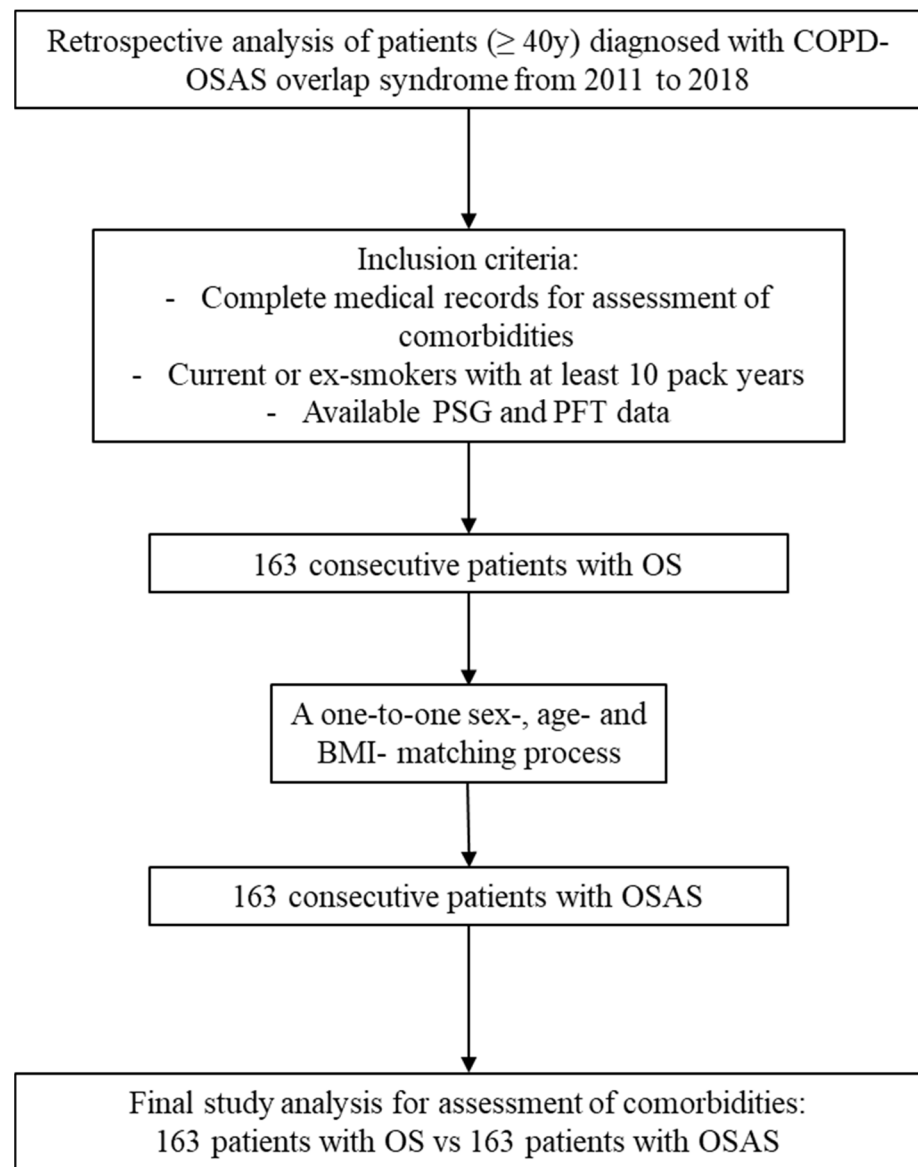 Retrospective analysis of patients (≥ 40y) diagnosed with COPD-
OSAS overlap syndrome from 2011 to 2018
Inclusion criteria:
- Complete medical records for assessment of
comorbidities
- Current or ex-smokers with at least 10 pack years
- Available PSG and PFT data
163 consecutive patients with OS
A one-to-one sex-, age- and
BMI- matching process
163 consecutive patients with OSAS
Final study analysis for assessment of comorbidities:
163 patients with OS vs 163 patients with OSAS